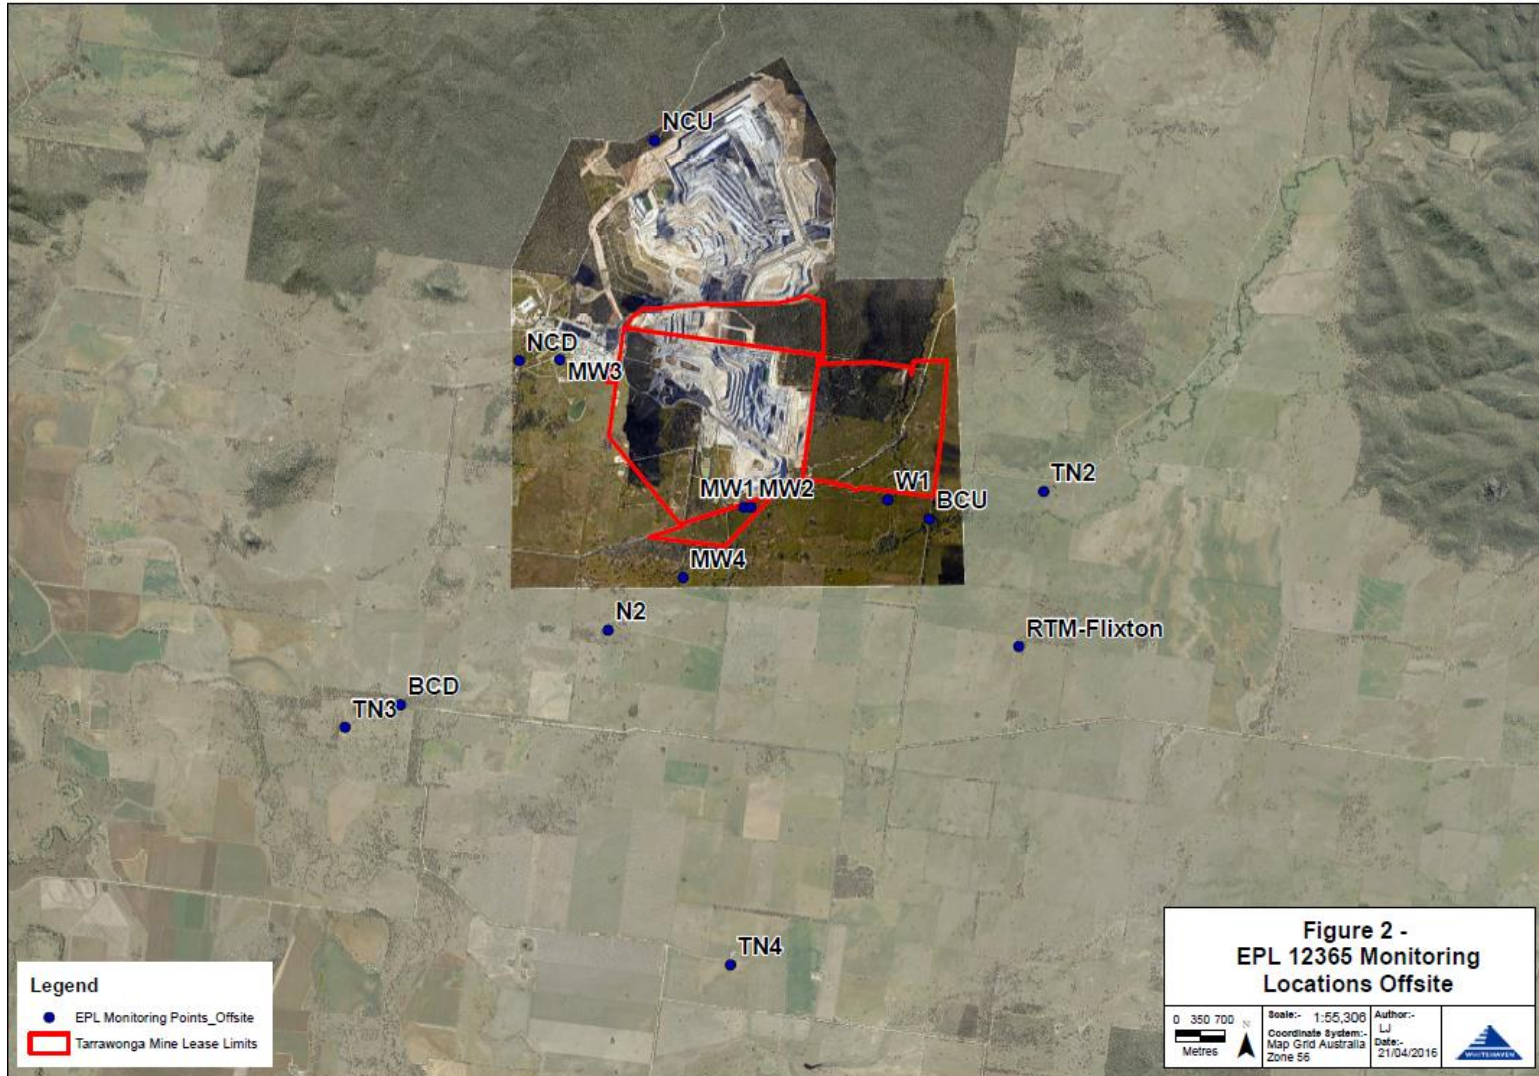 NCU
NCD
MW3
MW1 MW2
W1
BCU
TN2
MW4
N2
RTM-Flixton
BCD
TN3
TN4
Legend
EPL Monitoring Points_Offsite
Tarrawonga Mine Lease Limits
Figure 2 -
EPL 12365 Monitoring
Locations Offsite
0 350 700
Metres
N
Scale:- 1:55,306
Coordinate System:-
Map Grid Australia
Zone 56
Author:-
LJ
Date:-
21/04/2016
WHITEHAVEN